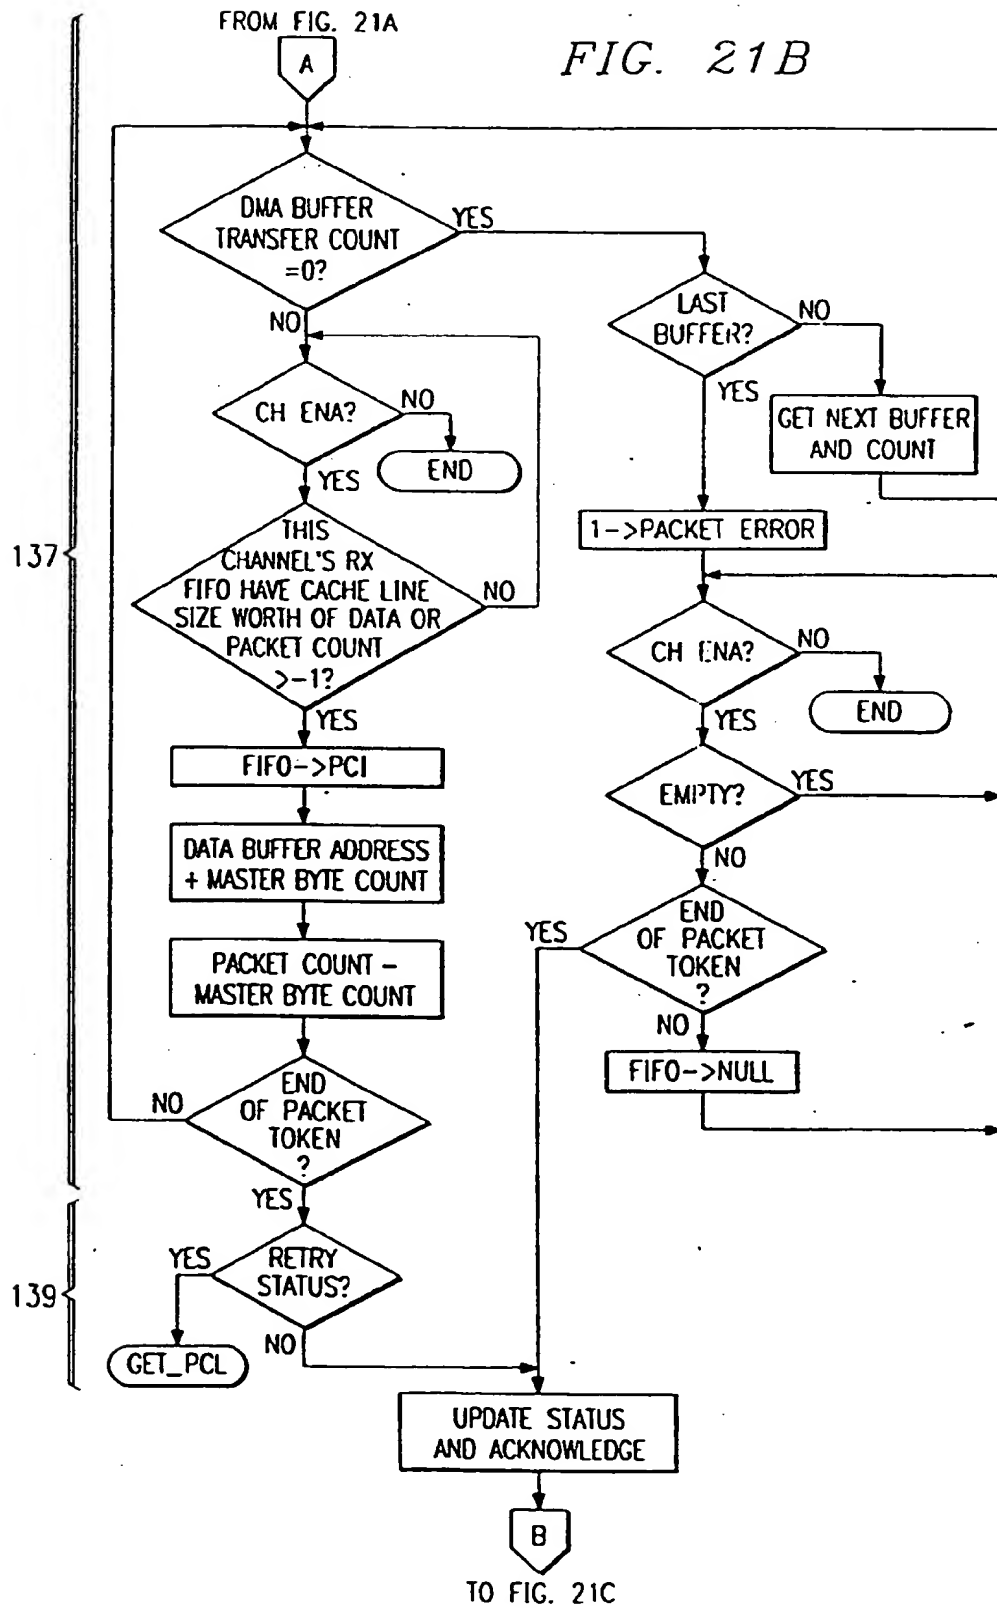 FROM FIG. 21A
FIG. 21B
A
DMA BUFFER
TRANSFER COUNT
=0?
YES
NO
LAST
BUFFER?
NO
YES
GET NEXT BUFFER
AND COUNT
CH ENA?
NO
END
YES
1->PACKET ERROR
137
THIS
CHANNEL'S RX
FIFO HAVE CACHE LINE
SIZE WORTH OF DATA OR
PACKET COUNT
>-1?
NO
YES
CH ENA?
NO
END
YES
FIFO->PCI
EMPTY?
YES
NO
DATA BUFFER ADDRESS
+ MASTER BYTE COUNT
END
OF PACKET
TOKEN
?
YES
NO
PACKET COUNT -
MASTER BYTE COUNT
FIFO->NULL
END
OF PACKET
TOKEN
?
NO
YES
139
RETRY
STATUS?
YES
NO
GET_PCL
UPDATE STATUS
AND ACKNOWLEDGE
B
TO FIG. 21C